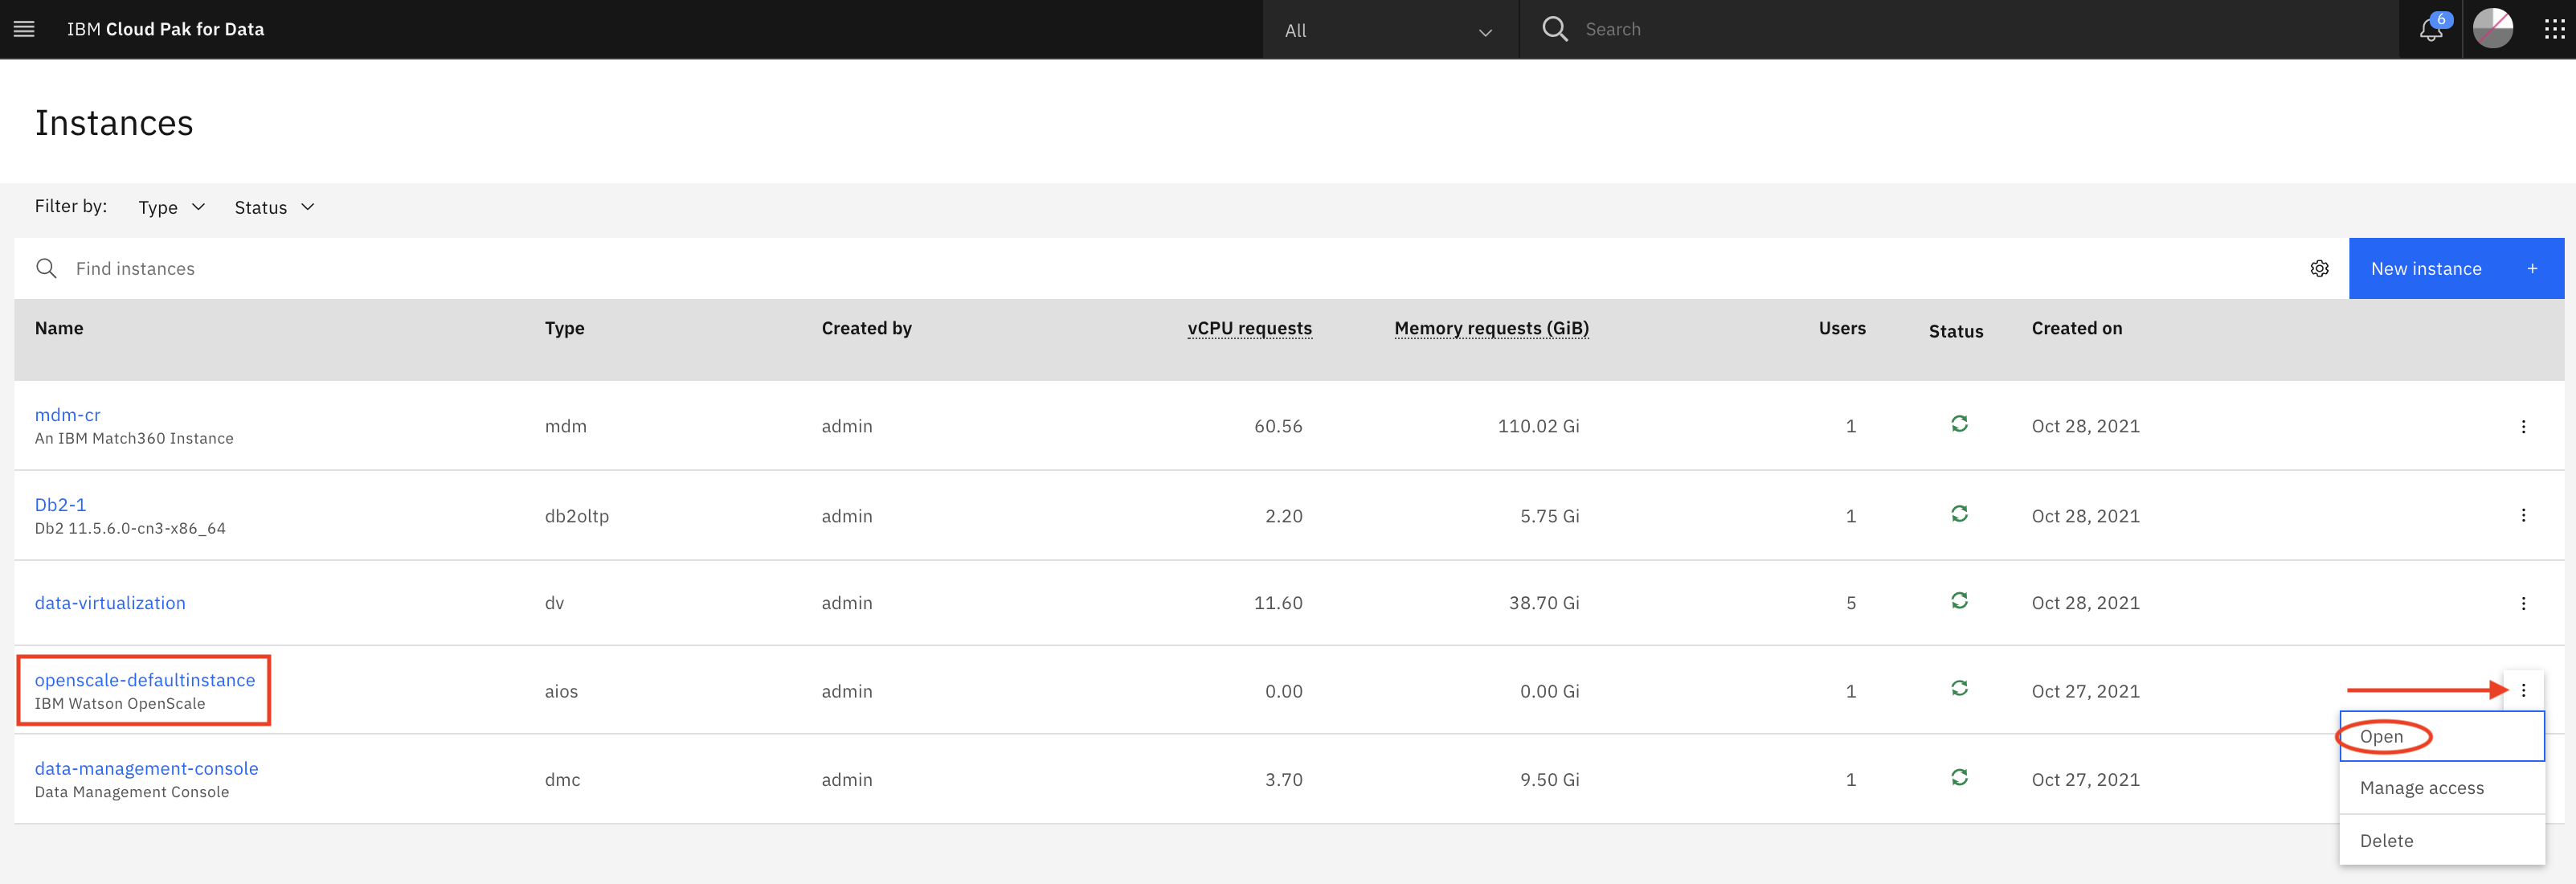 IBM Cloud Pak for Data All Search 6
Instances
Filter by: Type Status
Find instances New instance +
Name Type Created by vCPU requests Memory requests (GiB) Users Status Created on
mdm-cr
An IBM Match360 Instance
mdm admin 60.56 110.02 Gi 1 Oct 28, 2021
Db2-1
Db2 11.5.6.0-cn3-x86_64
db2oltp admin 2.20 5.75 Gi 1 Oct 28, 2021
data-virtualization dv admin 11.60 38.70 Gi 5 Oct 28, 2021
openscale-defaultinstance
IBM Watson OpenScale
aios admin 0.00 0.00 Gi 1 Oct 27, 2021
Open
data-management-console
Data Management Console
dmc admin 3.70 9.50 Gi 1 Oct 27, 2021
Manage access
Delete